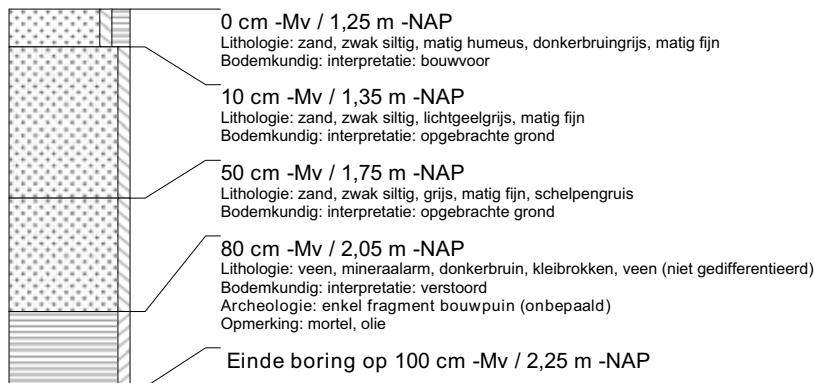 0 cm -Mv / 1,25 m -NAP
Lithologie: zand, zwak siltig, matig humeus, donkerbruingrijs, matig fijn
Bodemkundig: interpretatie: bouwvoor
10 cm -Mv / 1,35 m -NAP
Lithologie: zand, zwak siltig, lichtgeelgrijs, matig fijn
Bodemkundig: interpretatie: opgebrachte grond
50 cm -Mv / 1,75 m -NAP
Lithologie: zand, zwak siltig, grijs, matig fijn, schelpengruis
Bodemkundig: interpretatie: opgebrachte grond
80 cm -Mv / 2,05 m -NAP
Lithologie: veen, mineraalarm, donkerbruin, kleibrokken, veen (niet gedifferentieerd)
Bodemkundig: interpretatie: verstoord
Archeologie: enkel fragment bouwpuin (onbepaald)
Opmerking: mortel, olie
Einde boring op 100 cm -Mv / 2,25 m -NAP